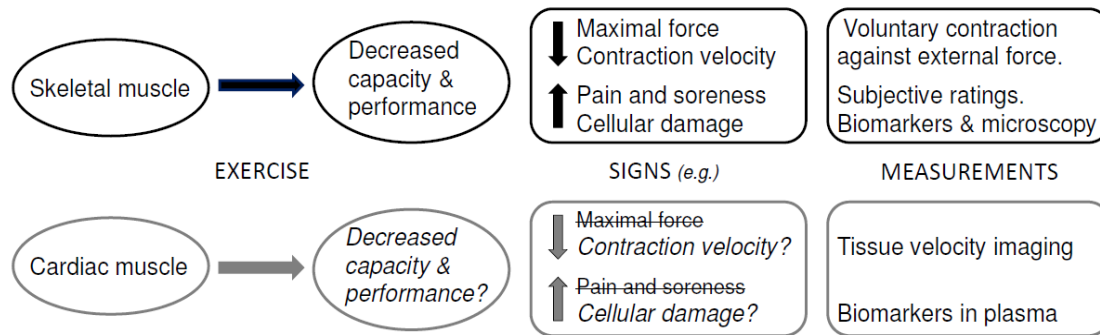 Skeletal muscle
Decreased
capacity &
performance
Maximal force
Contraction velocity
Pain and soreness
Cellular damage
Voluntary contraction
against external force.
Subjective ratings.
Biomarkers & microscopy
EXERCISE
SIGNS (e.g.)
MEASUREMENTS
Cardiac muscle
Decreased
capacity &
performance?
Maximal force
Contraction velocity?
Pain and soreness
Cellular damage?
Tissue velocity imaging
Biomarkers in plasma